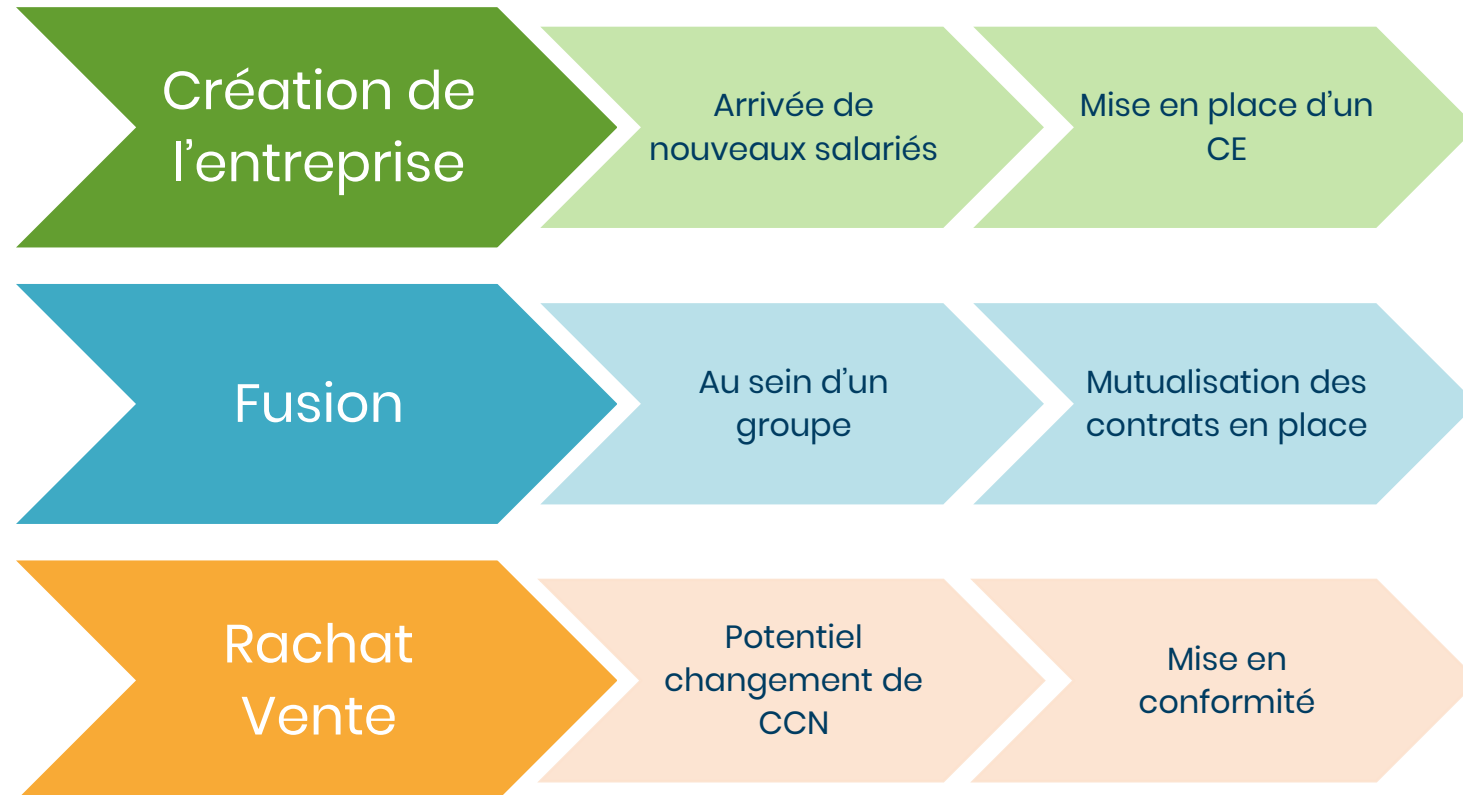 Création de
l’entreprise
Arrivée de
nouveaux salariés
Mise en place d’un
CE
Fusion
Au sein d’un
groupe
Mutualisation des
contrats en place
Rachat
Vente
Potentiel
changement de
CCN
Mise en
conformité